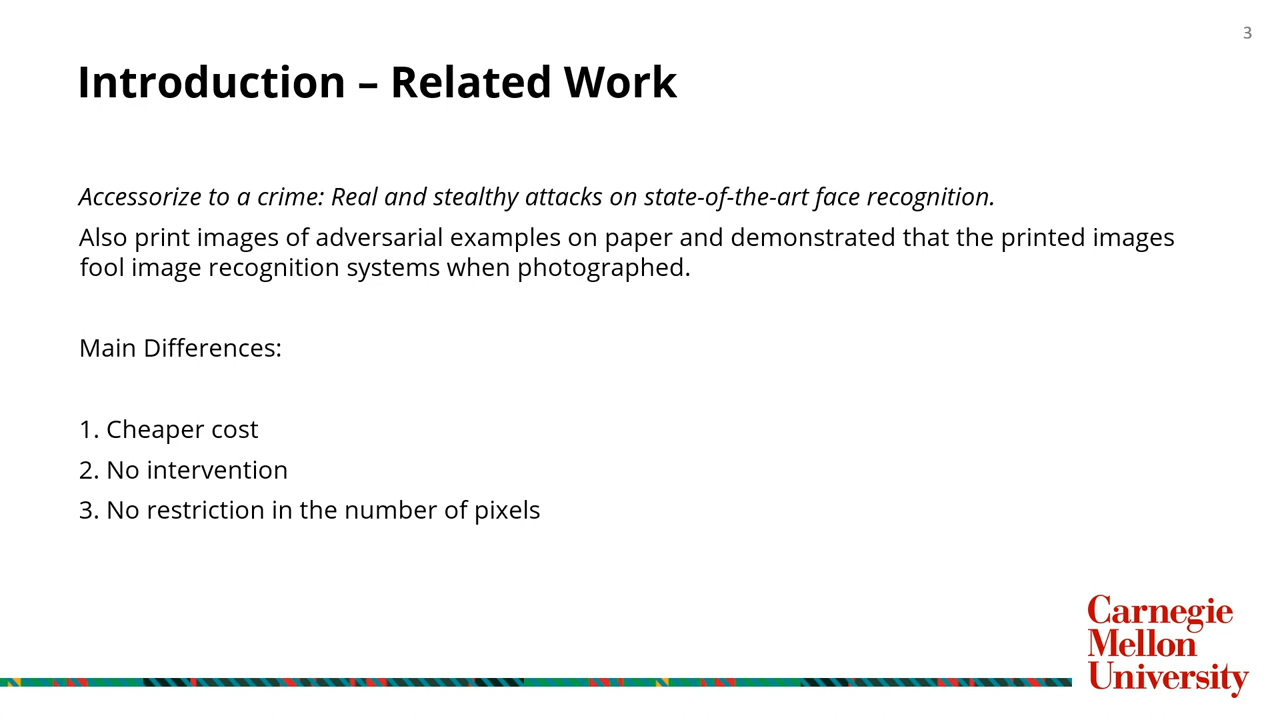 3
Introduction – Related Work
Accessorize to a crime: Real and stealthy attacks on state-of-the-art face recognition.
Also print images of adversarial examples on paper and demonstrated that the printed images
fool image recognition systems when photographed.
Main Differences:
1. Cheaper cost
2. No intervention
3. No restriction in the number of pixels
Carnegie
Mellon
University